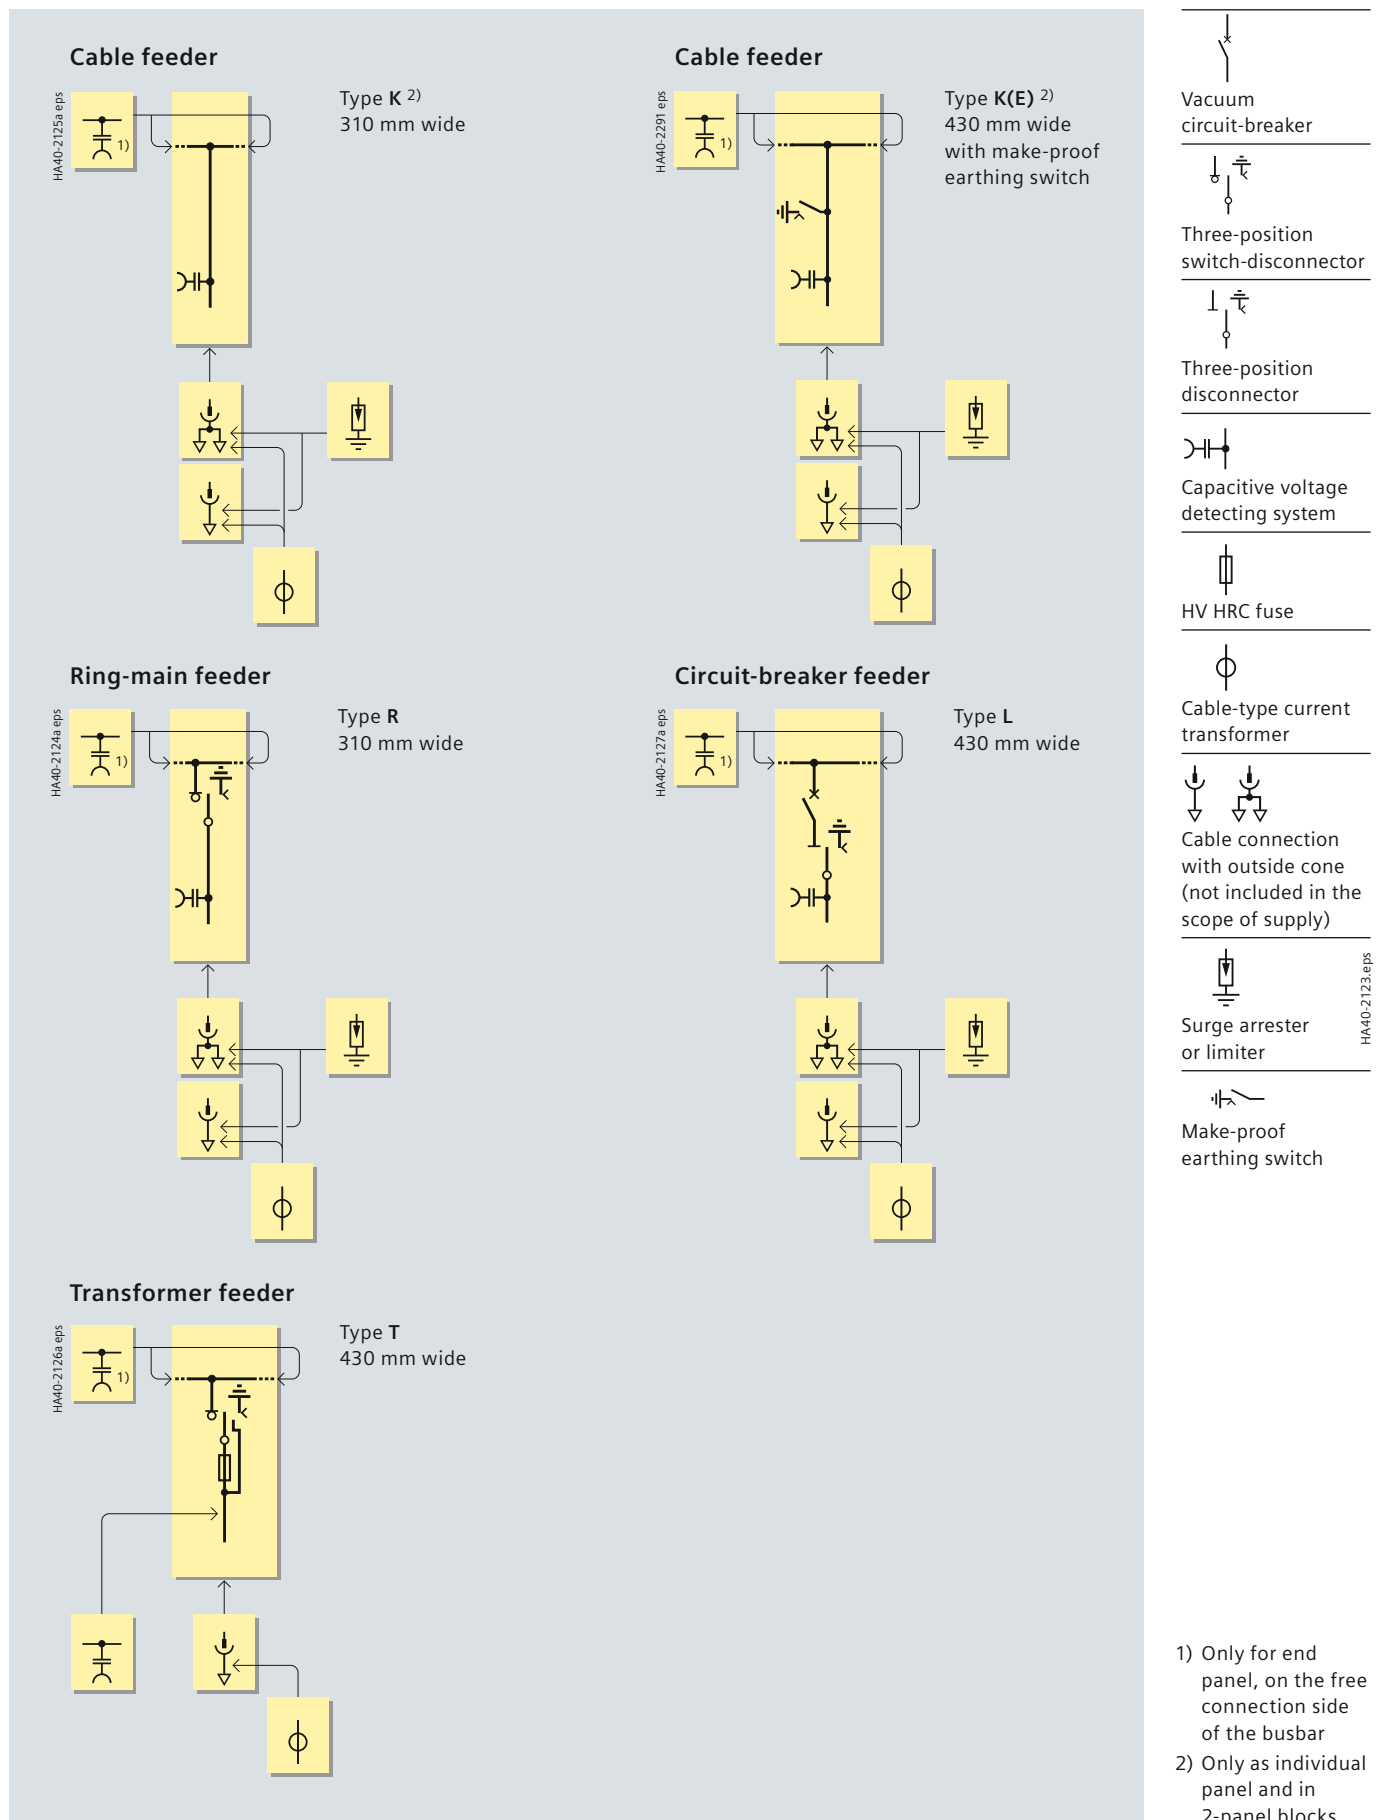 Cable feeder
HA40-2125a eps
1)
Type K 2)
310 mm wide
Cable feeder
HA40-2291 eps
1)
Type K(E) 2)
430 mm wide
with make-proof
earthing switch
Ring-main feeder
HA40-2124a eps
1)
Type R
310 mm wide
Circuit-breaker feeder
HA40-2127a eps
1)
Type L
430 mm wide
Transformer feeder
HA40-2126a eps
1)
Type T
430 mm wide
Vacuum
circuit-breaker
Three-position
switch-disconnector
Three-position
disconnector
Capacitive voltage
detecting system
HV HRC fuse
Cable-type current
transformer
Cable connection
with outside cone
(not included in the
scope of supply)
Surge arrester
or limiter
HA40-2123.eps
Make-proof
earthing switch
1) Only for end
panel, on the free
connection side
of the busbar
2) Only as individual
panel and in
2-panel blocks